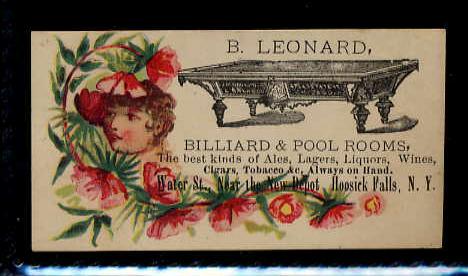 B. LEONARD,
BILLIARD & POOL ROOMS,
The best kinds of Ales, Lagers, Liquors, Wines,
Cigars, Tobacco &c, Always on Hand.
Water St., Near the New Depot Hoosick Falls, N. Y.